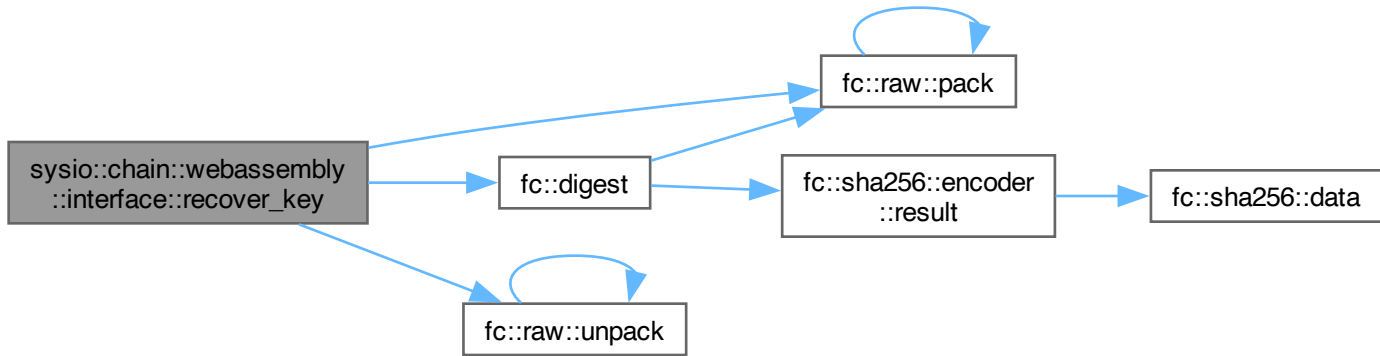 sysio::chain::webassembly
::interface::recover_key
fc::digest
fc::raw::pack
fc::sha256::encoder
::result
fc::sha256::data
fc::raw::unpack